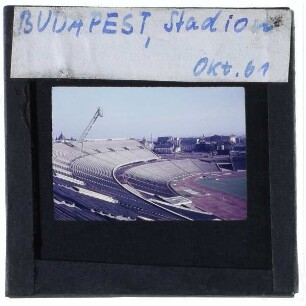 BUDAPEST, Stadion
Okt. 61